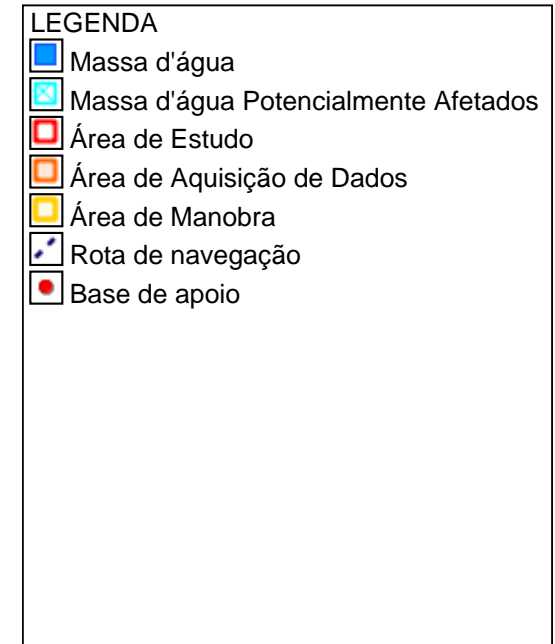 LEGENDA
Massa d'água
Massa d'água Potencialmente Afetados
Área de Estudo
Área de Aquisição de Dados
Área de Manobra
Rota de navegação
Base de apoio